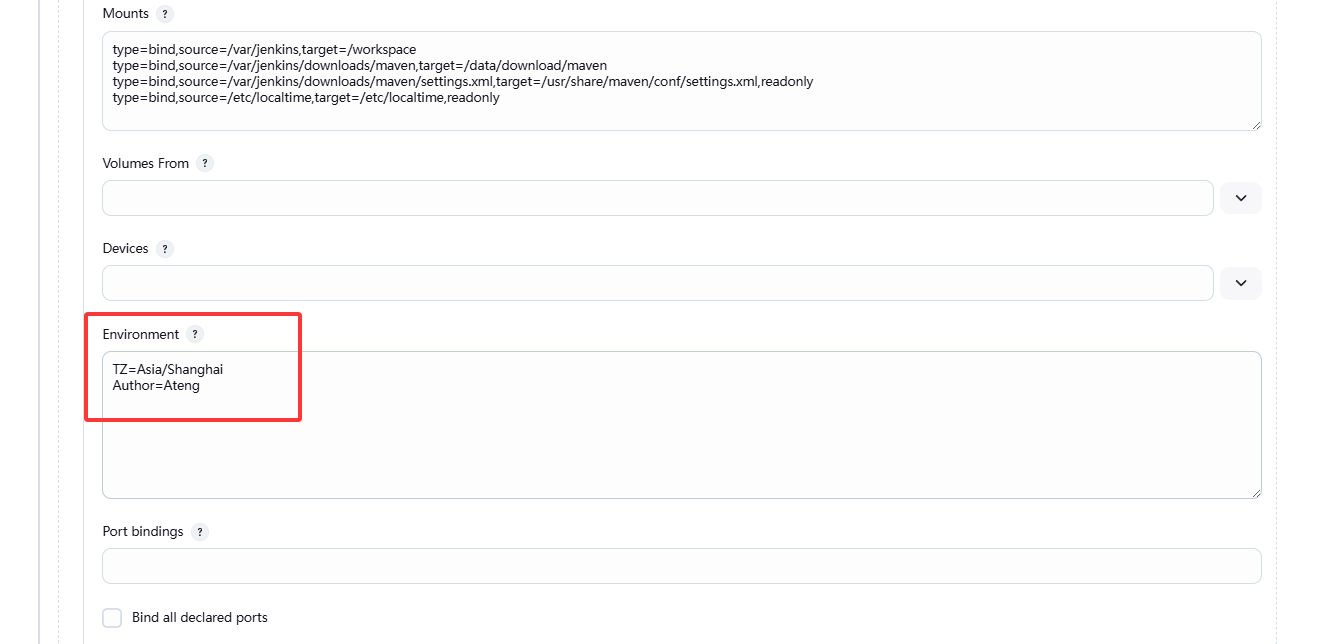 Mounts ?
type=bind,source=/var/jenkins,target=/workspace
type=bind,source=/var/jenkins/downloads/maven,target=/data/download/maven
type=bind,source=/var/jenkins/downloads/maven/settings.xml,target=/usr/share/maven/conf/settings.xml,readonly
type=bind,source=/etc/localtime,target=/etc/localtime,readonly
Volumes From ?
Devices ?
Environment ?
TZ=Asia/Shanghai
Author=Ateng
Port bindings ?
Bind all declared ports